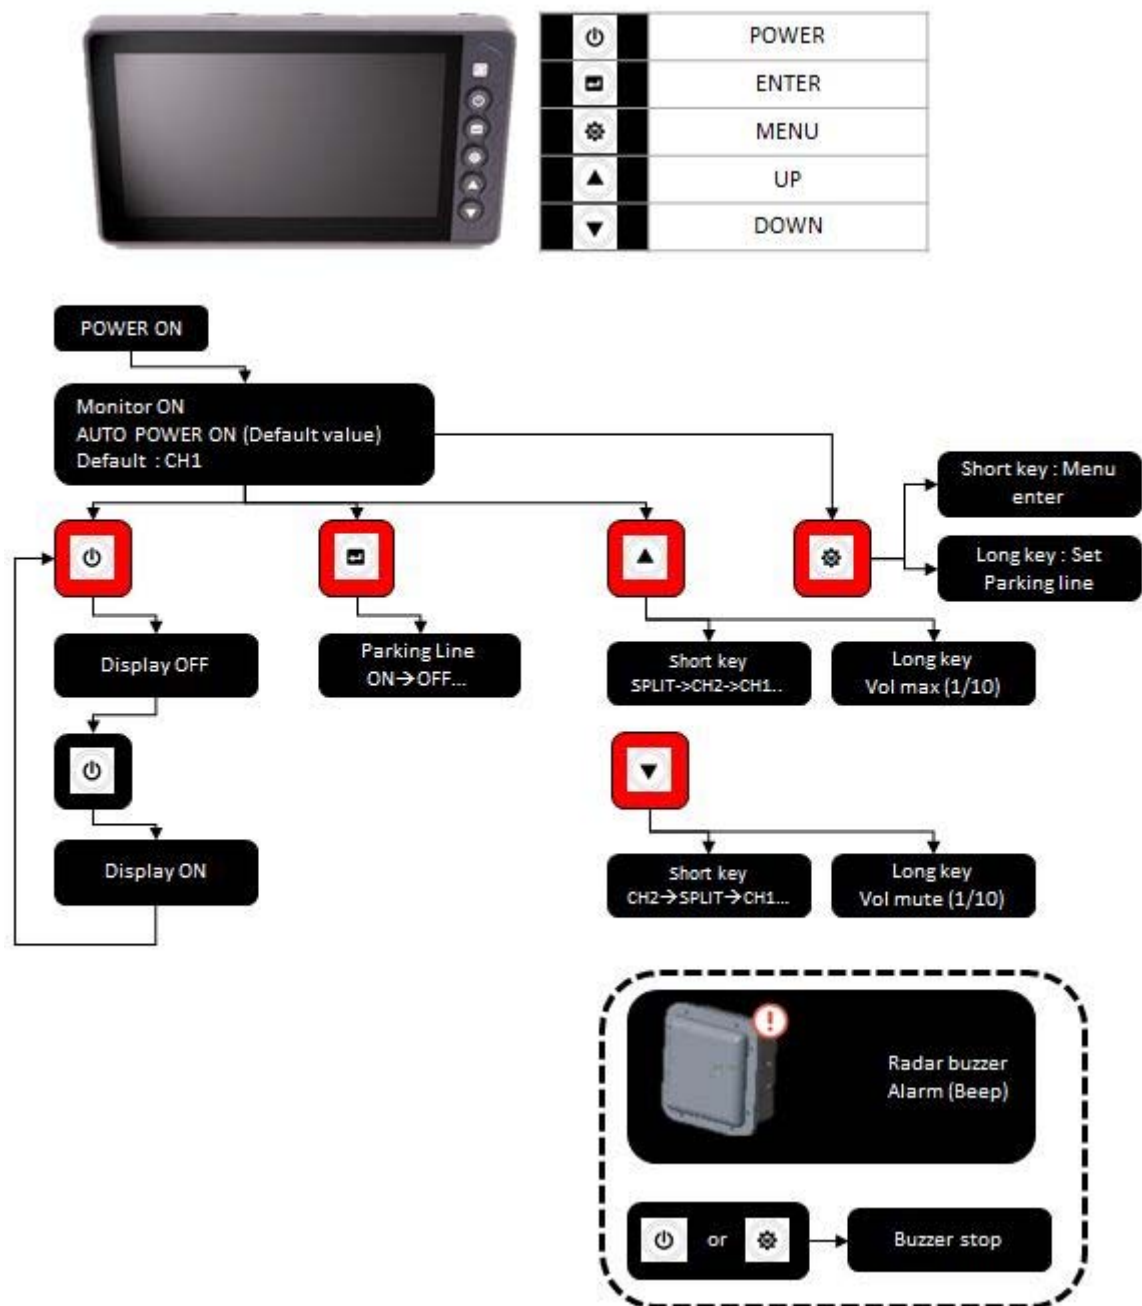 POWER
ENTER
MENU
UP
DOWN
POWER ON
Monitor ON
AUTO POWER ON (Default value)
Default : CH1
Short key : Menu
enter
Long key : Set
Parking line
Display OFF
Parking Line
ON→OFF...
Short key
SPLIT->CH2->CH1..
Long key
Vol max (1/10)
Display ON
Short key
CH2→SPLIT→CH1...
Long key
Vol mute (1/10)
Radar buzzer
Alarm (Beep)
or
Buzzer stop